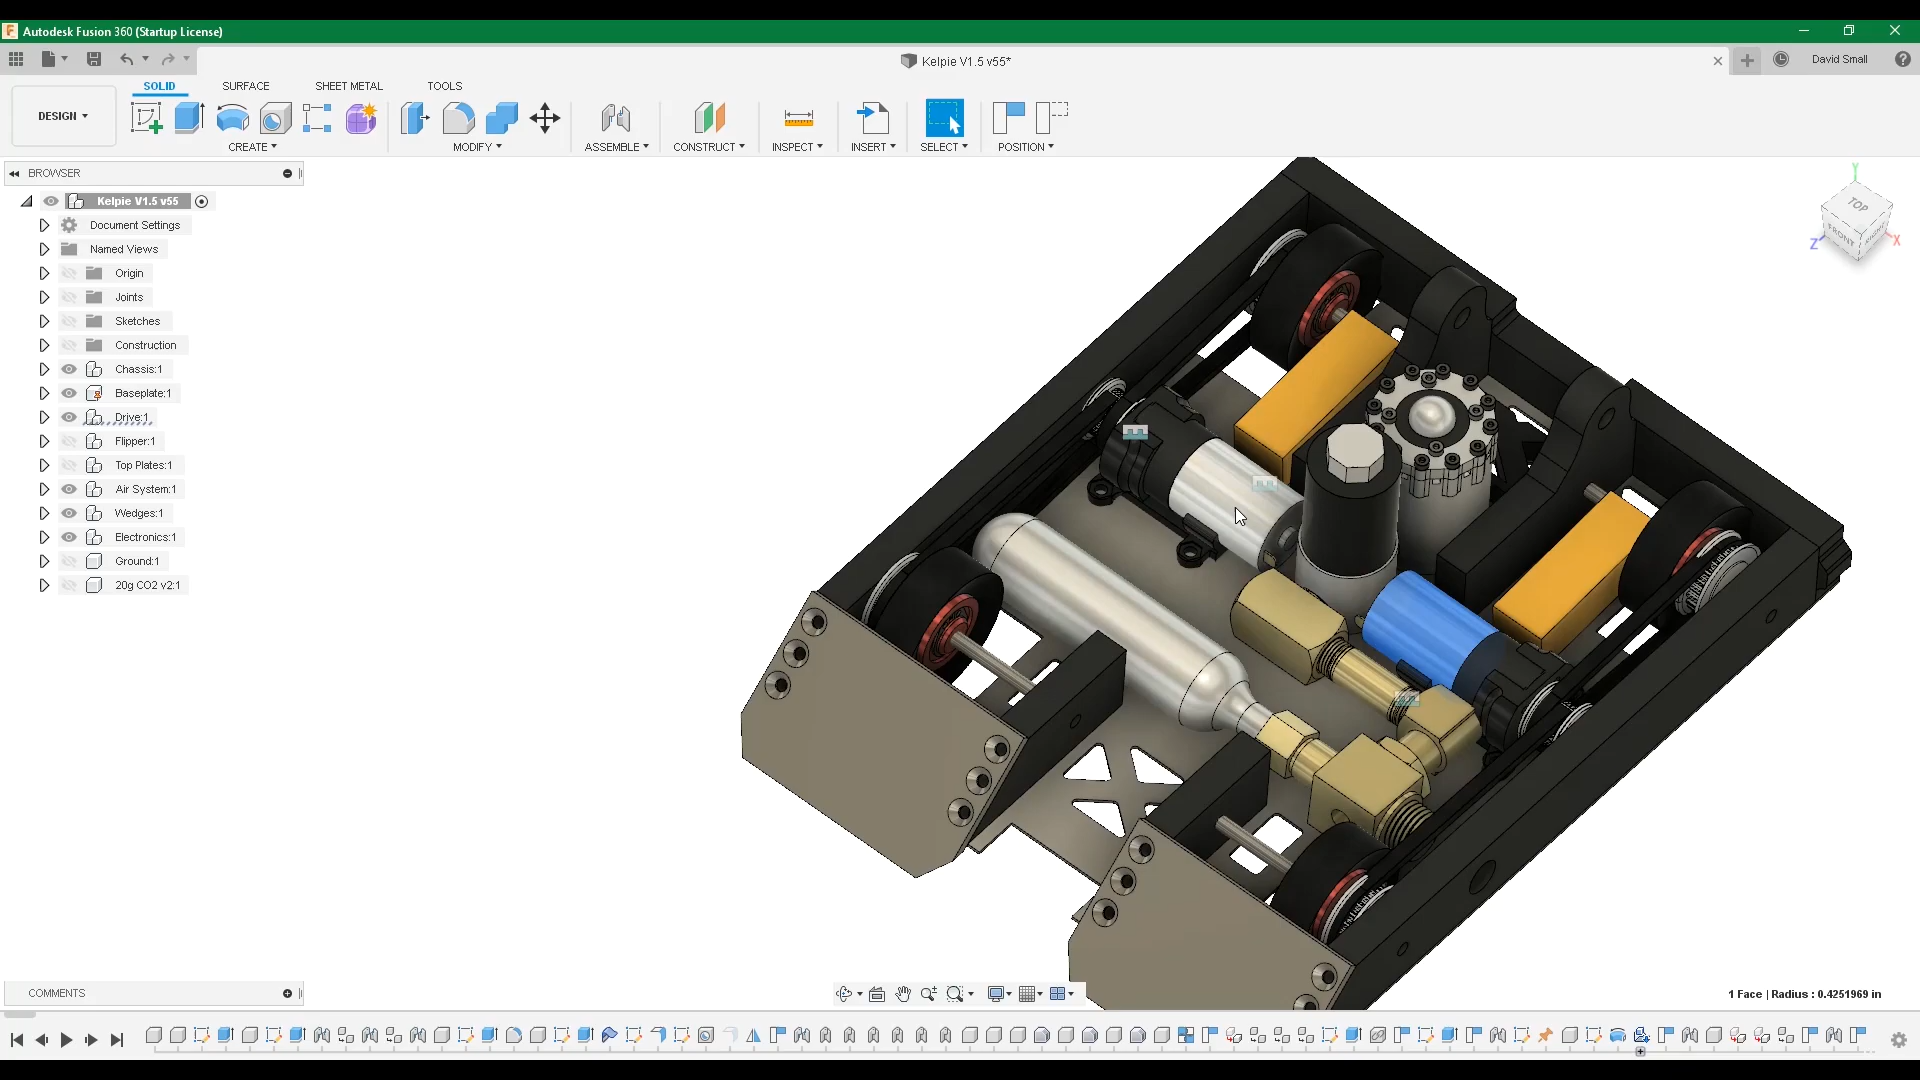 Autodesk Fusion 360 (Startup License)
Kelpie V1.5 v55*
David Small
SOLID SURFACE SHEET METAL TOOLS
DESIGN
CREATE MODIFY ASSEMBLE CONSTRUCT INSPECT INSERT SELECT POSITION
BROWSER
Kelpie V1.5 v55
Document Settings
Named Views
Origin
Joints
Sketches
Construction
Chassis:1
Baseplate:1
Drive:1
Flipper:1
Top Plates:1
Air System:1
Wedges:1
Electronics:1
Ground:1
20g CO2 v2:1
Y
TOP
FRONT
RIGHT
Z
X
COMMENTS
1 Face | Radius : 0.4251969 in